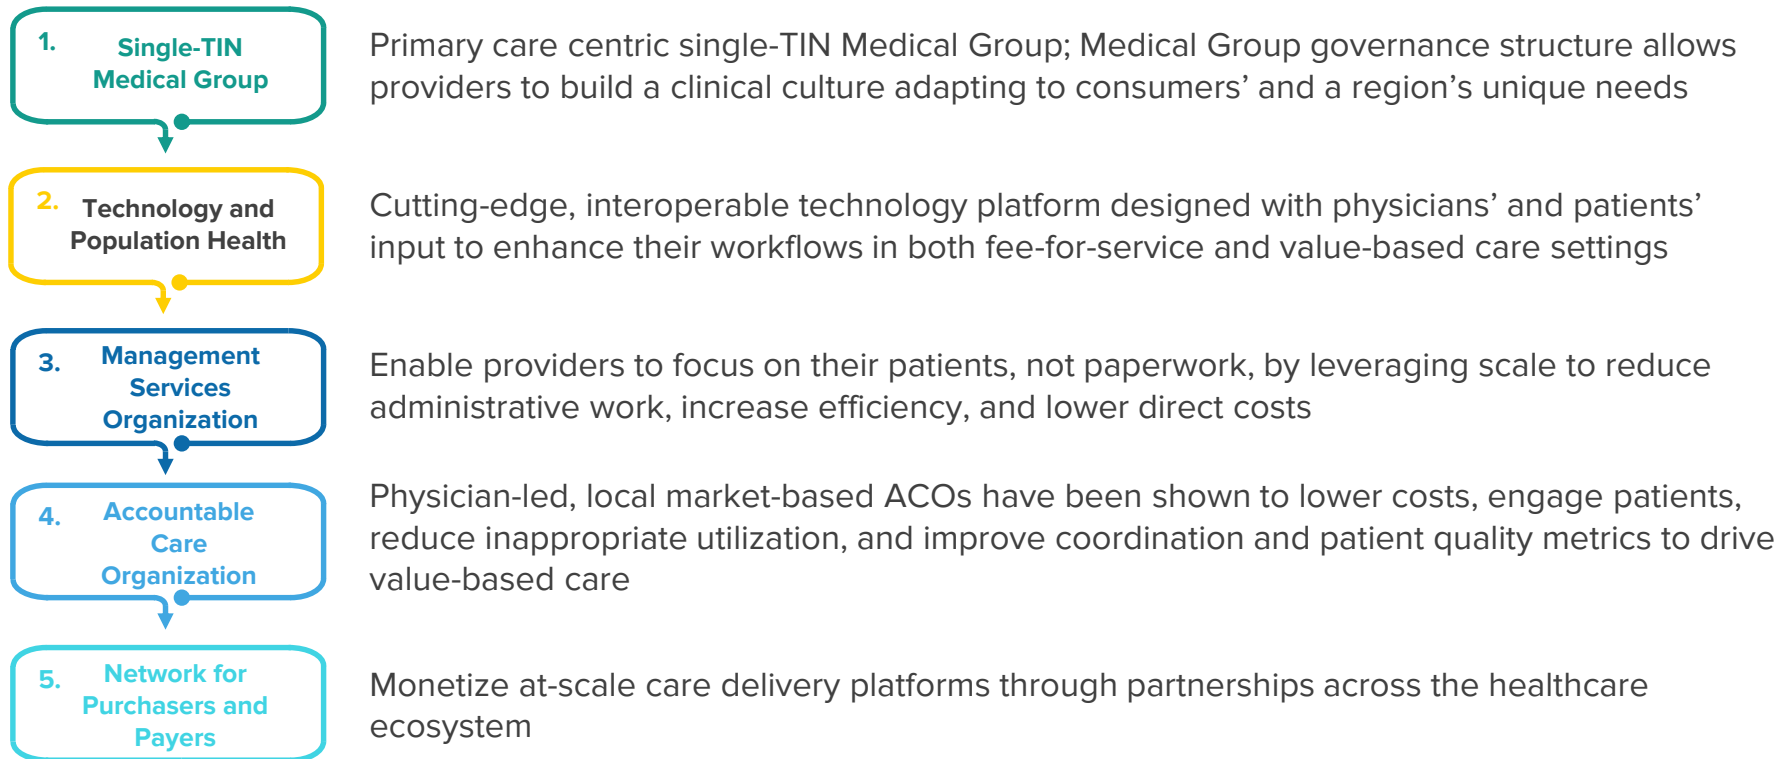 1.
Single-TIN
Medical Group
Primary care centric single-TIN Medical Group; Medical Group governance structure allows
providers to build a clinical culture adapting to consumers’ and a region’s unique needs
2.
Technology and
Population Health
Cutting-edge, interoperable technology platform designed with physicians’ and patients’
input to enhance their workflows in both fee-for-service and value-based care settings
3.
Management
Services
Organization
Enable providers to focus on their patients, not paperwork, by leveraging scale to reduce
administrative work, increase efficiency, and lower direct costs
4.
Accountable
Care
Organization
Physician-led, local market-based ACOs have been shown to lower costs, engage patients,
reduce inappropriate utilization, and improve coordination and patient quality metrics to drive
value-based care
5.
Network for
Purchasers and
Payers
Monetize at-scale care delivery platforms through partnerships across the healthcare
ecosystem